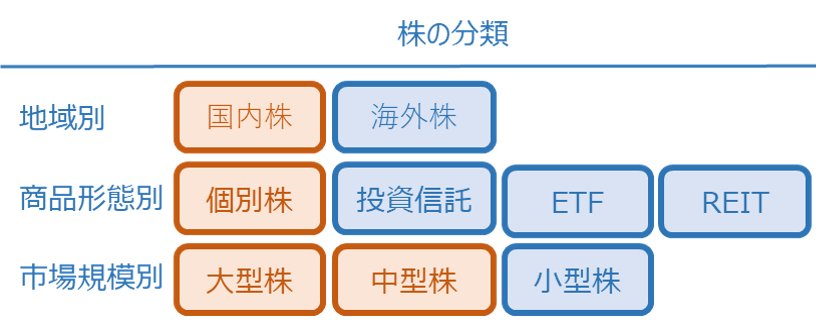 株の分類
地域別 国内株 海外株
商品形態別 個別株 投資信託 ETF REIT
市場規模別 大型株 中型株 小型株